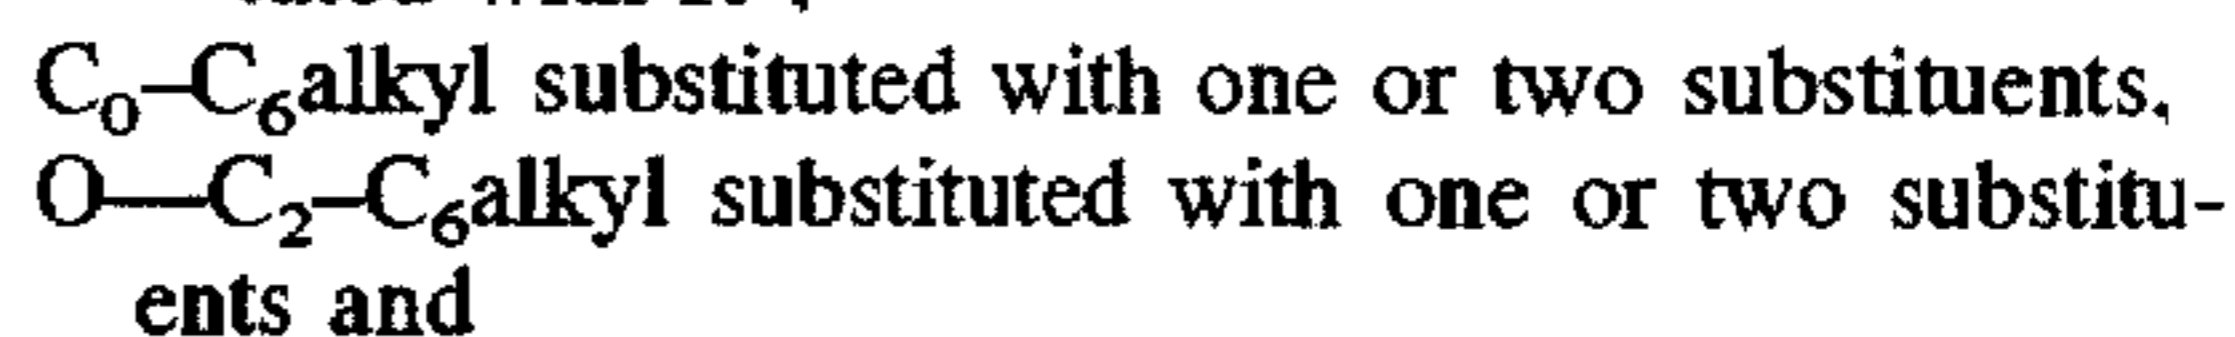 C₀–C₆alkyl substituted with one or two substituents,
O—C₂–C₆alkyl substituted with one or two substitu-
ents and